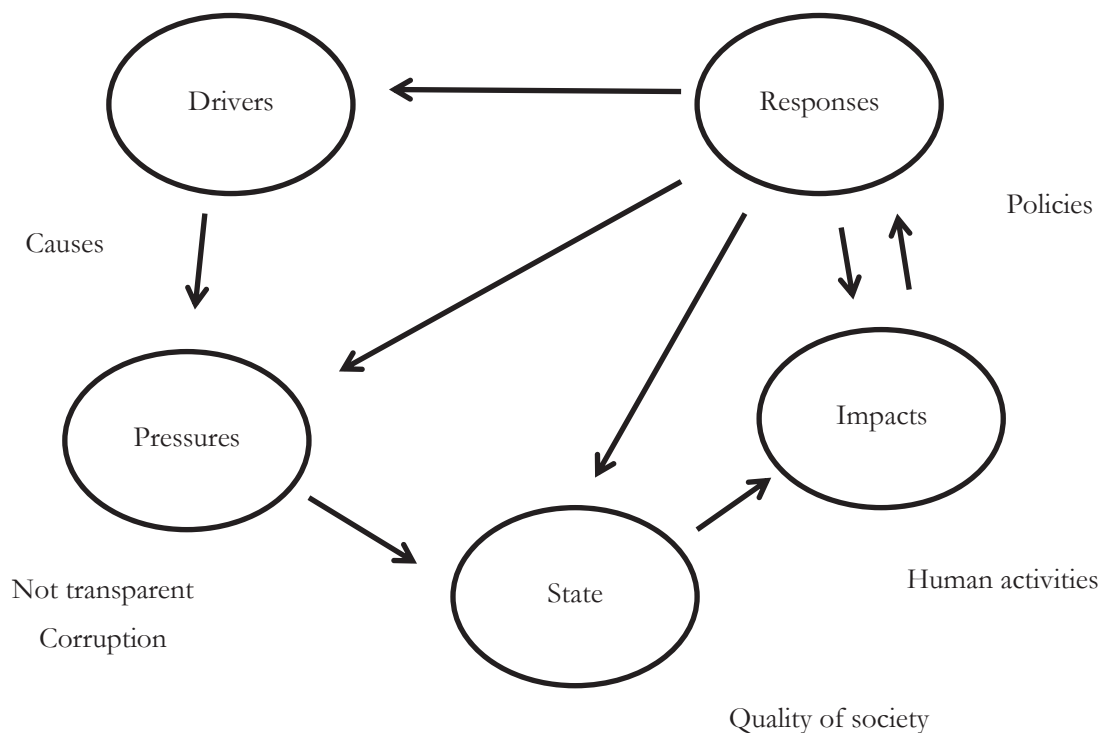 Drivers
Responses
Policies
Causes
Impacts
Pressures
Human activities
Not transparent
State
Corruption
Quality of society